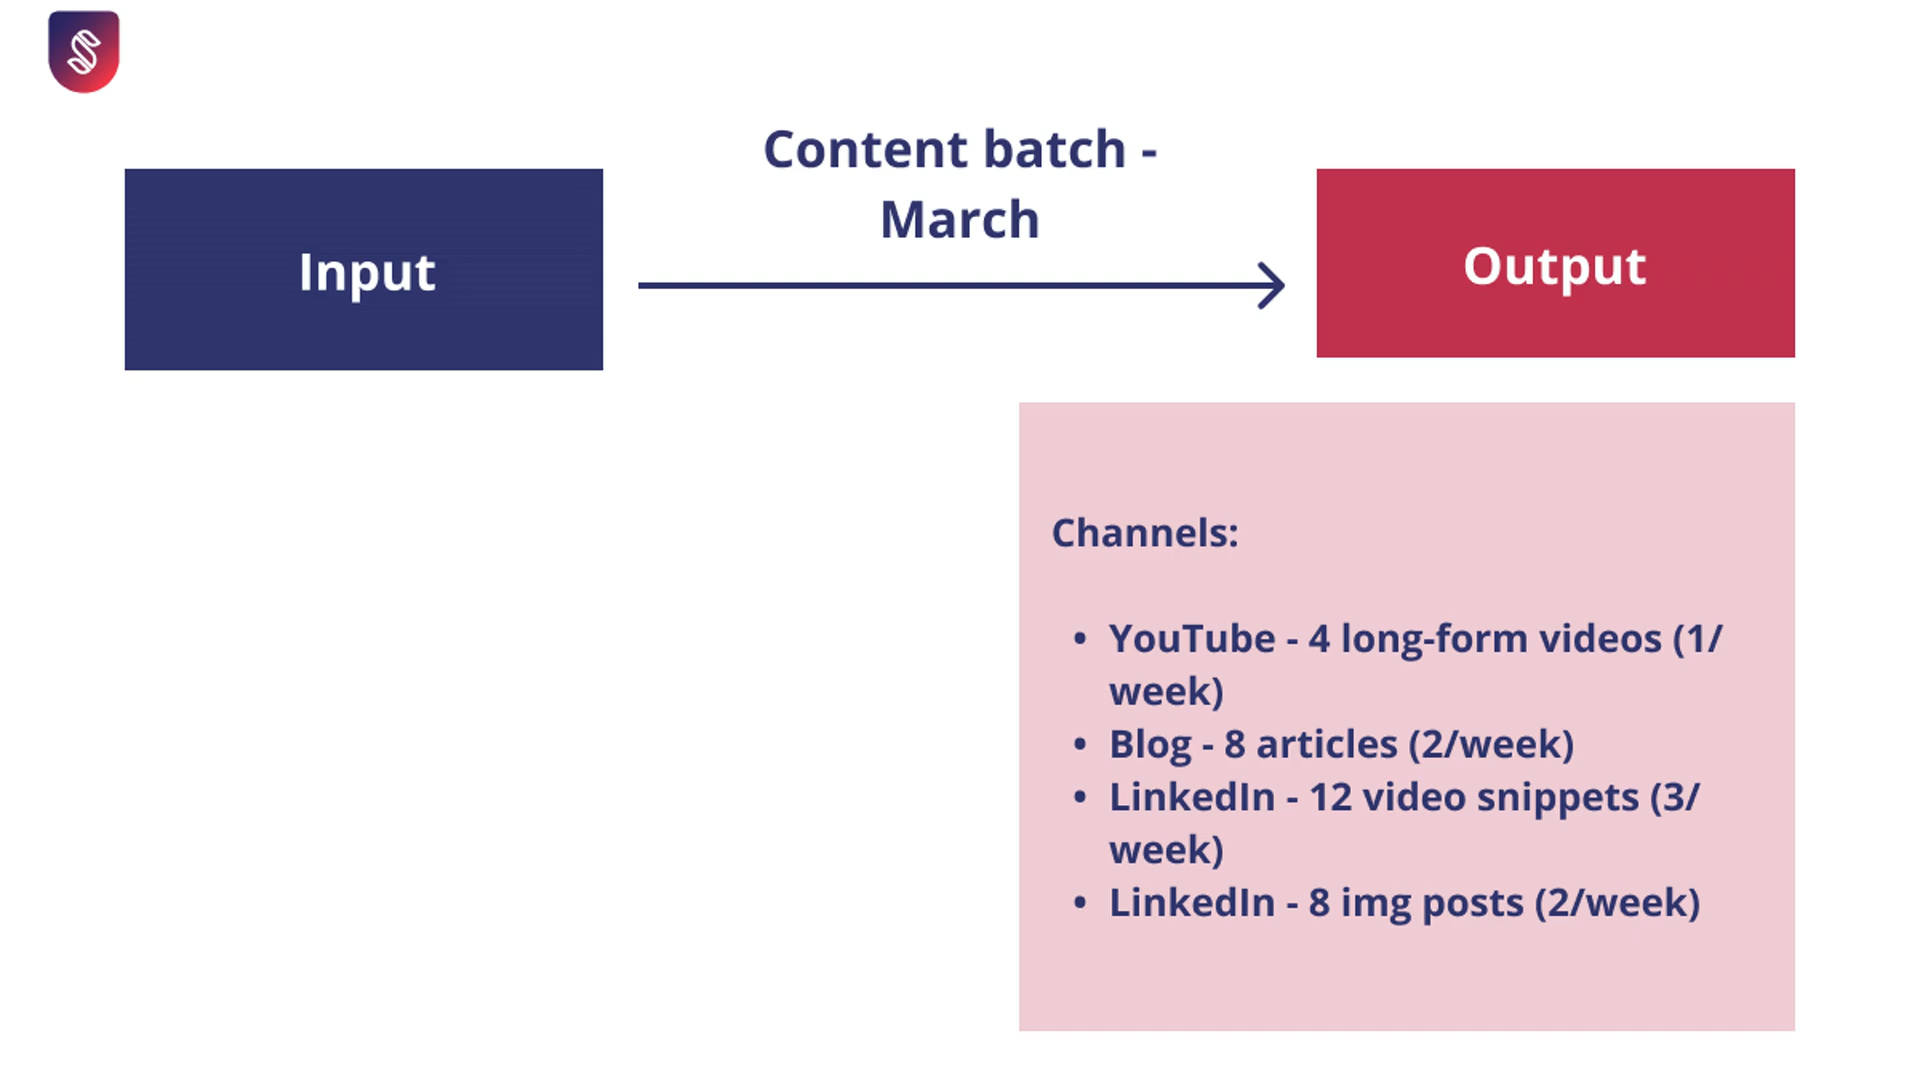 Content batch -
March
Input
Output
Channels:
• YouTube - 4 long-form videos (1/
week)
• Blog - 8 articles (2/week)
• LinkedIn - 12 video snippets (3/
week)
• LinkedIn - 8 img posts (2/week)